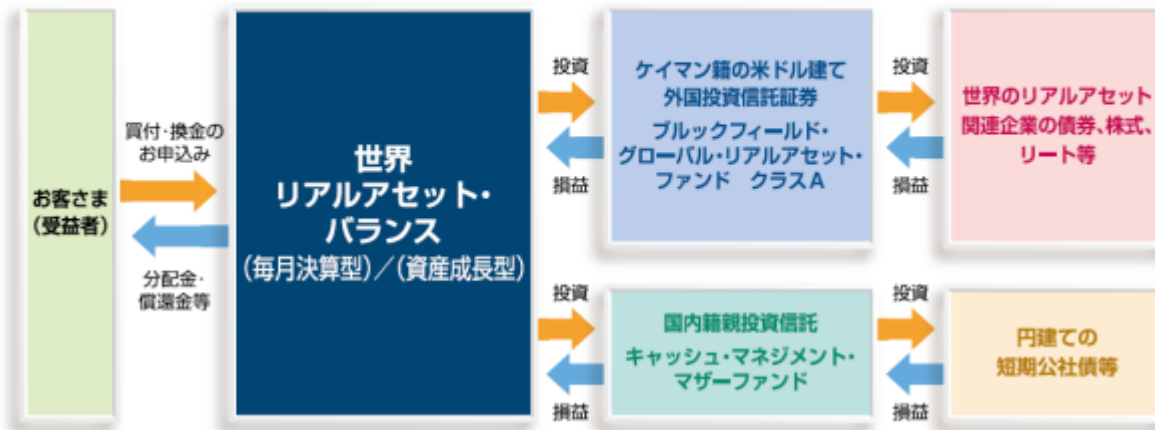 お客さま
(受益者)
買付・換金の
お申込み
分配金・
償還金等
世界
リアルアセット・
バランス
(毎月決算型)/(資産成長型)
投資
損益
ケイマン籍の米ドル建て
外国投資信託証券
ブルックフィールド・
グローバル・リアルアセット・
ファンド クラスA
投資
損益
世界のリアルアセット
関連企業の債券、株式、
リート等
投資
損益
国内籍親投資信託
キャッシュ・マネジメント・
マザーファンド
投資
損益
円建ての
短期公社債等